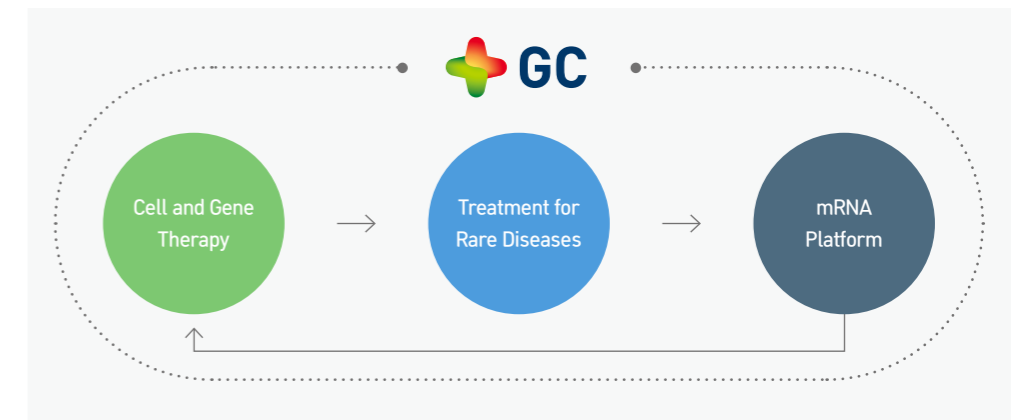 GC
Cell and Gene
Therapy
Treatment for
Rare Diseases
mRNA
Platform